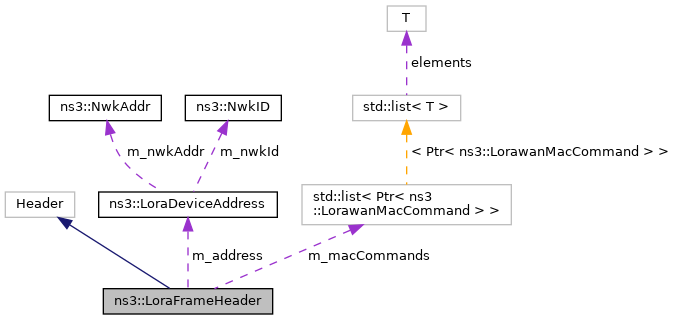 T
elements
ns3::NwkAddr
ns3::NwkID
std::list< T >
m_nwkAddr
m_nwkId
< Ptr< ns3::LorawanMacCommand > >
Header
ns3::LoraDeviceAddress
std::list< Ptr< ns3
::LorawanMacCommand > >
m_address
m_macCommands
ns3::LoraFrameHeader